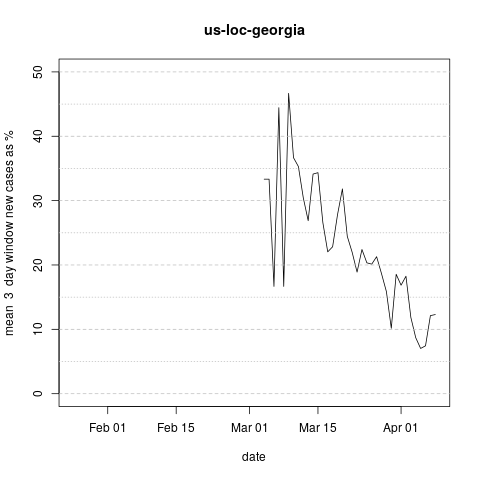 us-loc-georgia
mean 3 day window new cases as %
50
40
30
20
10
0
Feb 01
Feb 15
Mar 01
Mar 15
Apr 01
date